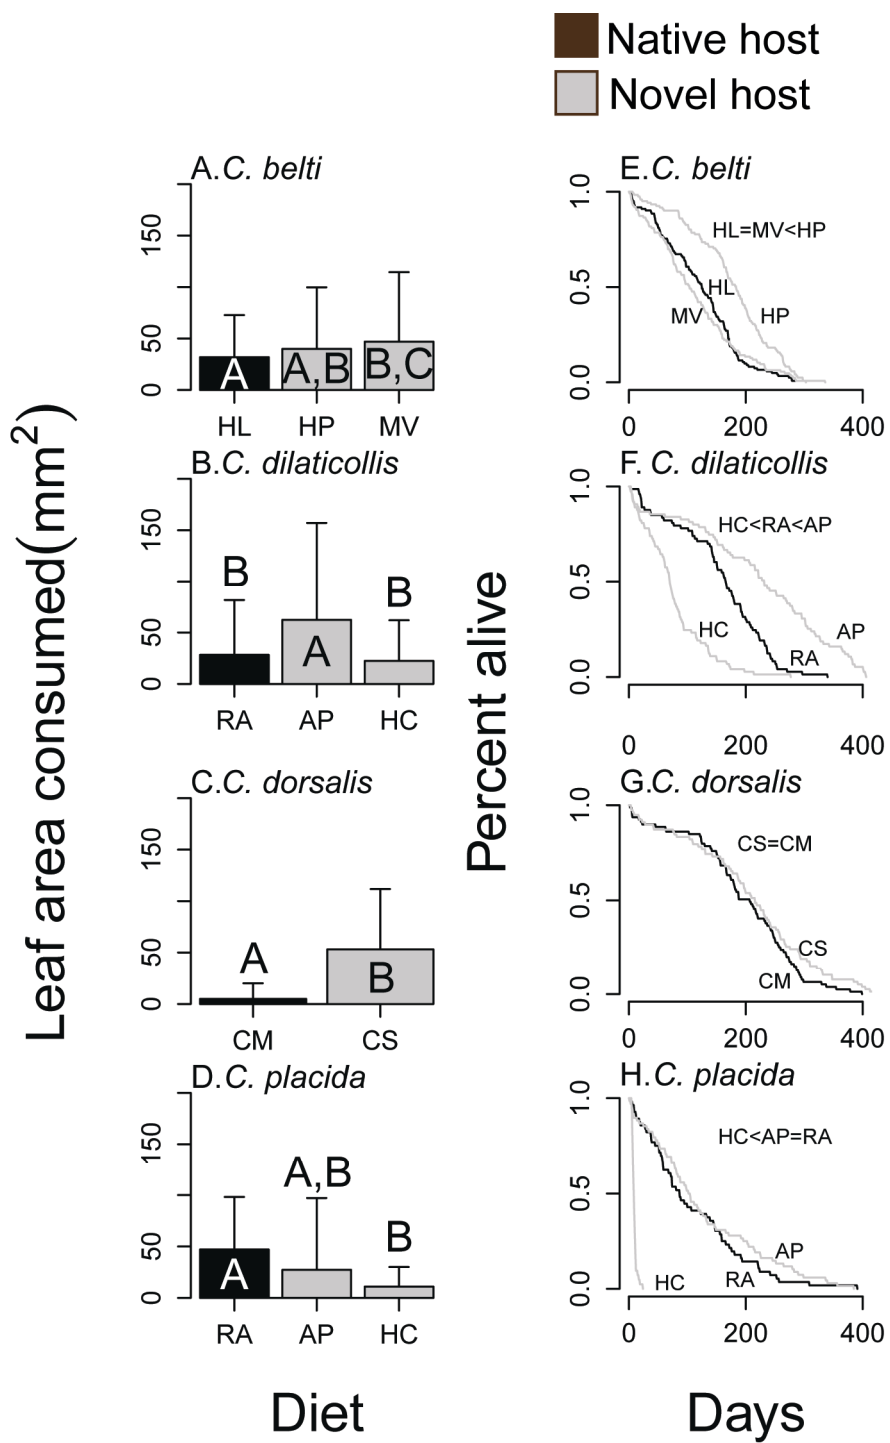 Native host
Novel host
Leaf area consumed(mm2)
A.C. belti
150
50
0
A
A,B
B,C
HL
HP
MV
B.C. dilaticollis
150
50
0
B
A
B
RA
AP
HC
C.C. dorsalis
150
50
0
A
B
CM
CS
D.C. placida
150
50
0
A
A,B
B
RA
AP
HC
Diet
Percent alive
E.C. belti
1.0
0.5
0.0
HL=MV<HP
HL
MV
HP
0 200 400
F. C. dilaticollis
1.0
0.5
0.0
HC<RA<AP
HC
AP
RA
0 200 400
G.C. dorsalis
1.0
0.5
0.0
CS=CM
CS
CM
0 200 400
H.C. placida
1.0
0.5
0.0
HC<AP=RA
AP
HC
RA
0 200 400
Days